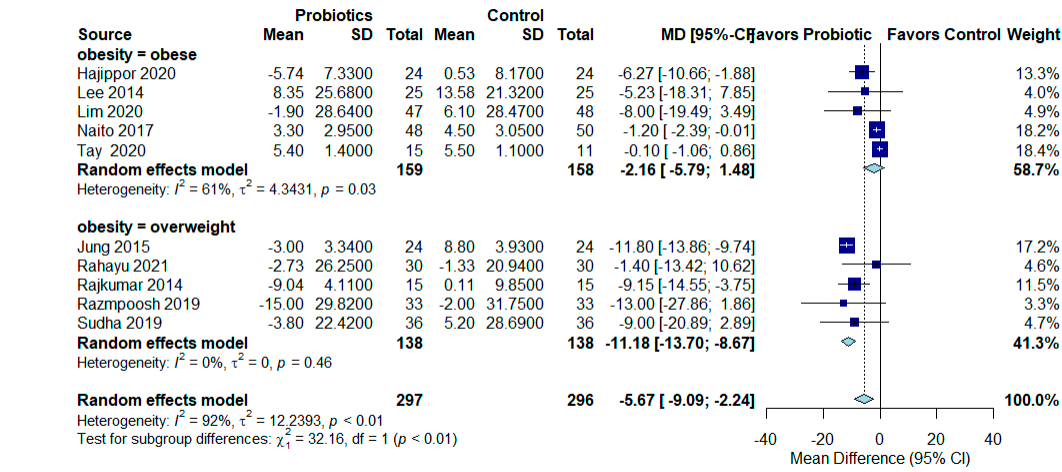 Probiotics Control
Source Mean SD Total Mean SD Total MD [95%-CI] Favors Probiotic Favors Control Weight
obesity = obese
Hajippor 2020 -5.74 7.3300 24 0.53 8.1700 24 -6.27 [-10.66; -1.88] 13.3%
Lee 2014 8.35 25.6800 25 13.58 21.3200 25 -5.23 [-18.31; 7.85] 4.0%
Lim 2020 -1.90 28.6400 47 6.10 28.4700 48 -8.00 [-19.49; 3.49] 4.9%
Naito 2017 3.30 2.9500 48 4.50 3.0500 50 -1.20 [-2.39; -0.01] 18.2%
Tay 2020 5.40 1.4000 15 5.50 1.1000 11 -0.10 [-1.06; 0.86] 18.4%
Random effects model 159 158 -2.16 [-5.79; 1.48] 58.7%
Heterogeneity: I² = 61%, τ² = 4.3431, p = 0.03
obesity = overweight
Jung 2015 -3.00 3.3400 24 8.80 3.9300 24 -11.80 [-13.86; -9.74] 17.2%
Rahayu 2021 -2.73 26.2500 30 -1.33 20.9400 30 -1.40 [-13.42; 10.62] 4.6%
Rajkumar 2014 -9.04 4.1100 15 0.11 9.8500 15 -9.15 [-14.55; -3.75] 11.5%
Razmpoosh 2019 -15.00 29.8200 33 -2.00 31.7500 33 -13.00 [-27.86; 1.86] 3.3%
Sudha 2019 -3.80 22.4200 36 5.20 28.6900 36 -9.00 [-20.89; 2.89] 4.7%
Random effects model 138 138 -11.18 [-13.70; -8.67] 41.3%
Heterogeneity: I² = 0%, τ² = 0, p = 0.46
Random effects model 297 296 -5.67 [ -9.09; -2.24] 100.0%
Heterogeneity: I² = 92%, τ² = 12.2393, p < 0.01
Test for subgroup differences: χ₁² = 32.16, df = 1 (p < 0.01)
-40 -20 0 20 40
Mean Difference (95% CI)